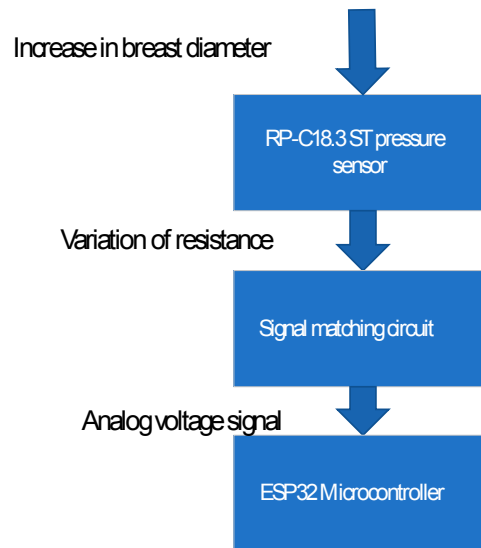 Increase in breast diameter
RP-C18.3 ST pressure
sensor
Variation of resistance
Signal matching circuit
Analog voltage signal
ESP32 Microcontroller